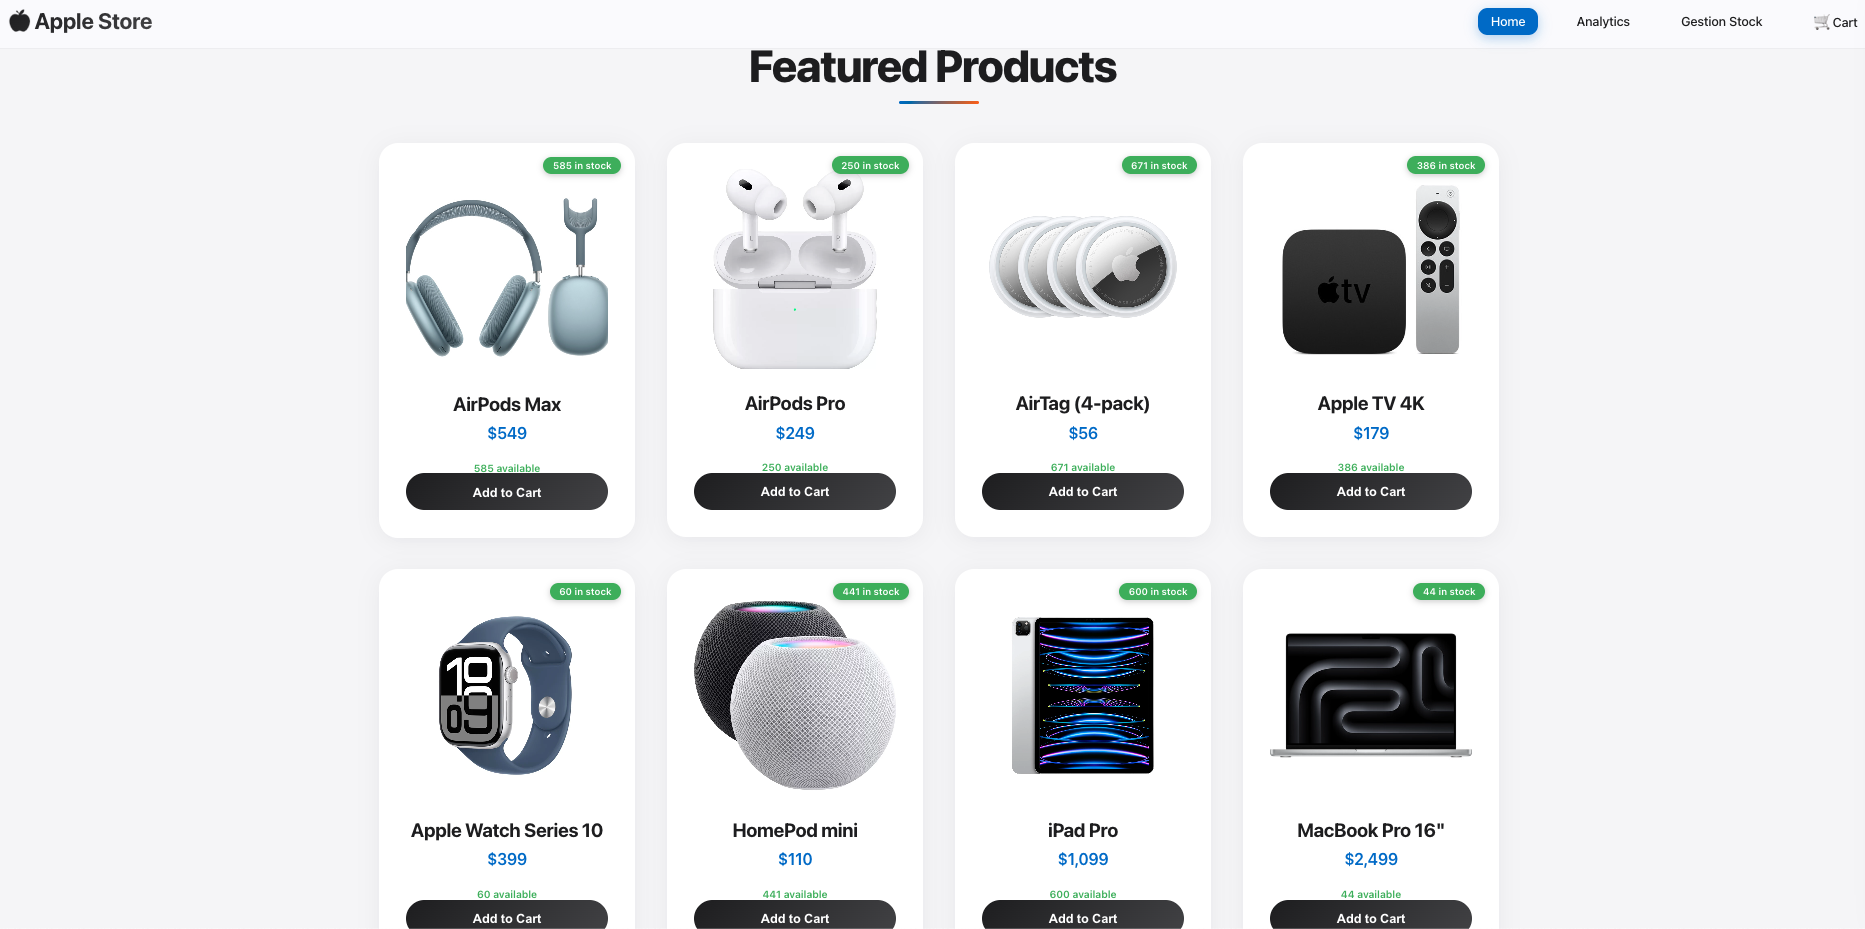 Apple Store
Home
Analytics
Gestion Stock
Cart
Featured Products
585 in stock
AirPods Max
$549
585 available
Add to Cart
250 in stock
AirPods Pro
$249
250 available
Add to Cart
671 in stock
AirTag (4-pack)
$56
671 available
Add to Cart
386 in stock
tv
Apple TV 4K
$179
386 available
Add to Cart
60 in stock
10
09
Apple Watch Series 10
$399
60 available
Add to Cart
441 in stock
HomePod mini
$110
441 available
Add to Cart
600 in stock
iPad Pro
$1,099
600 available
Add to Cart
44 in stock
MacBook Pro 16"
$2,499
44 available
Add to Cart